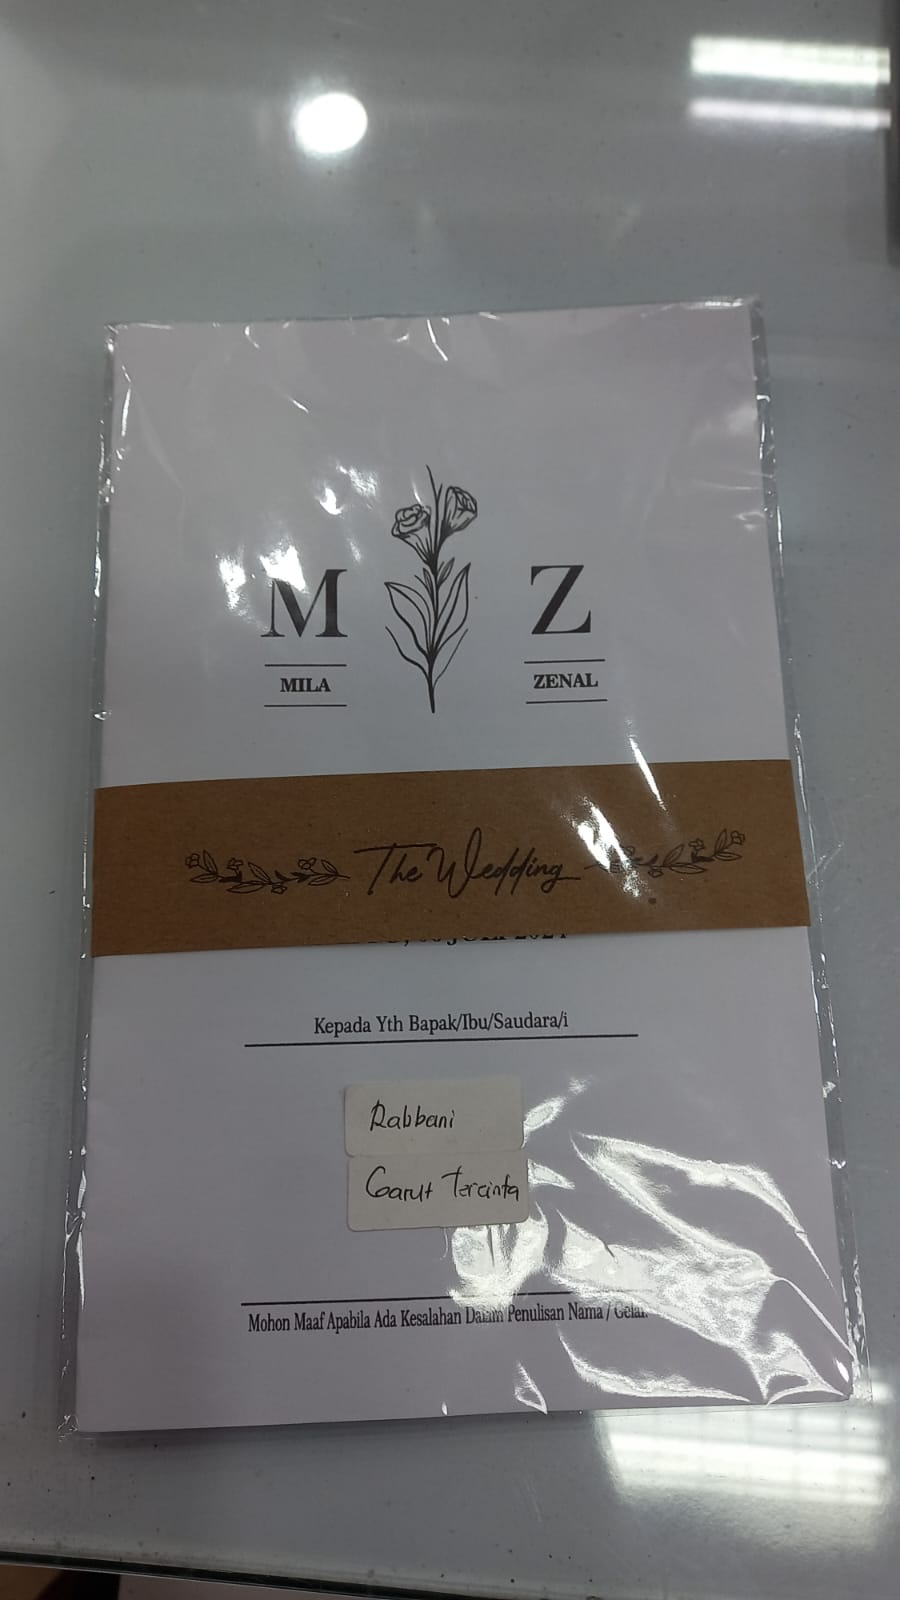 M Z
MILA ZENAL
The Wedding
Kepada Yth Bapak/Ibu/Saudara/i
Rabbani
Garut Tercinta
Mohon Maaf Apabila Ada Kesalahan Dalam Penulisan Nama / Gelar